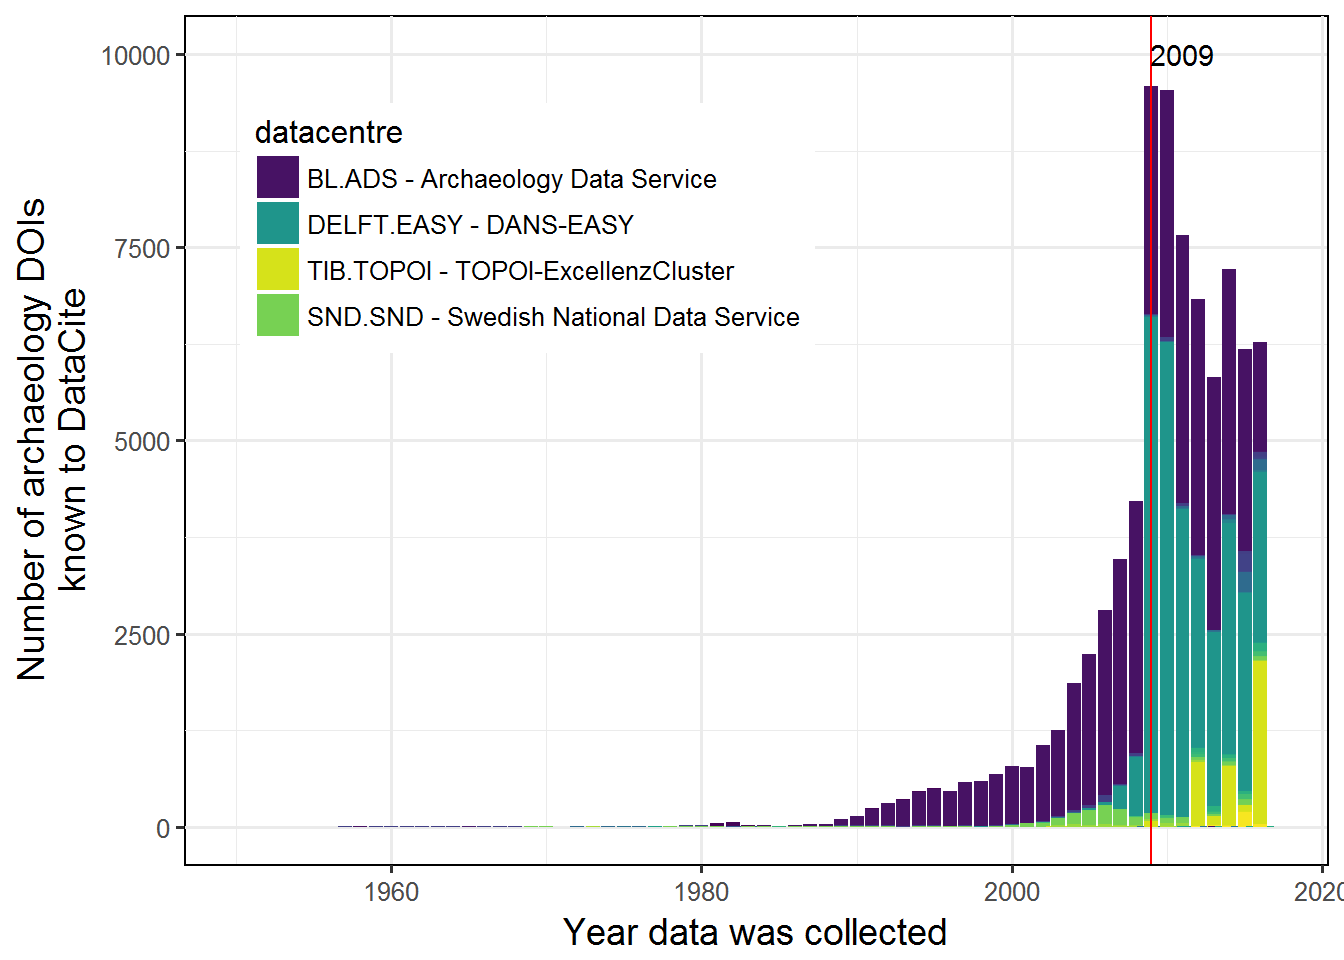 2009
10000
7500
5000
2500
0
datacentre
BL.ADS - Archaeology Data Service
DELFT.EASY - DANS-EASY
TIB.TOPOI - TOPOI-ExcellenzCluster
SND.SND - Swedish National Data Service
Number of archaeology DOIs
known to DataCite
1960
1980
2000
2020
Year data was collected